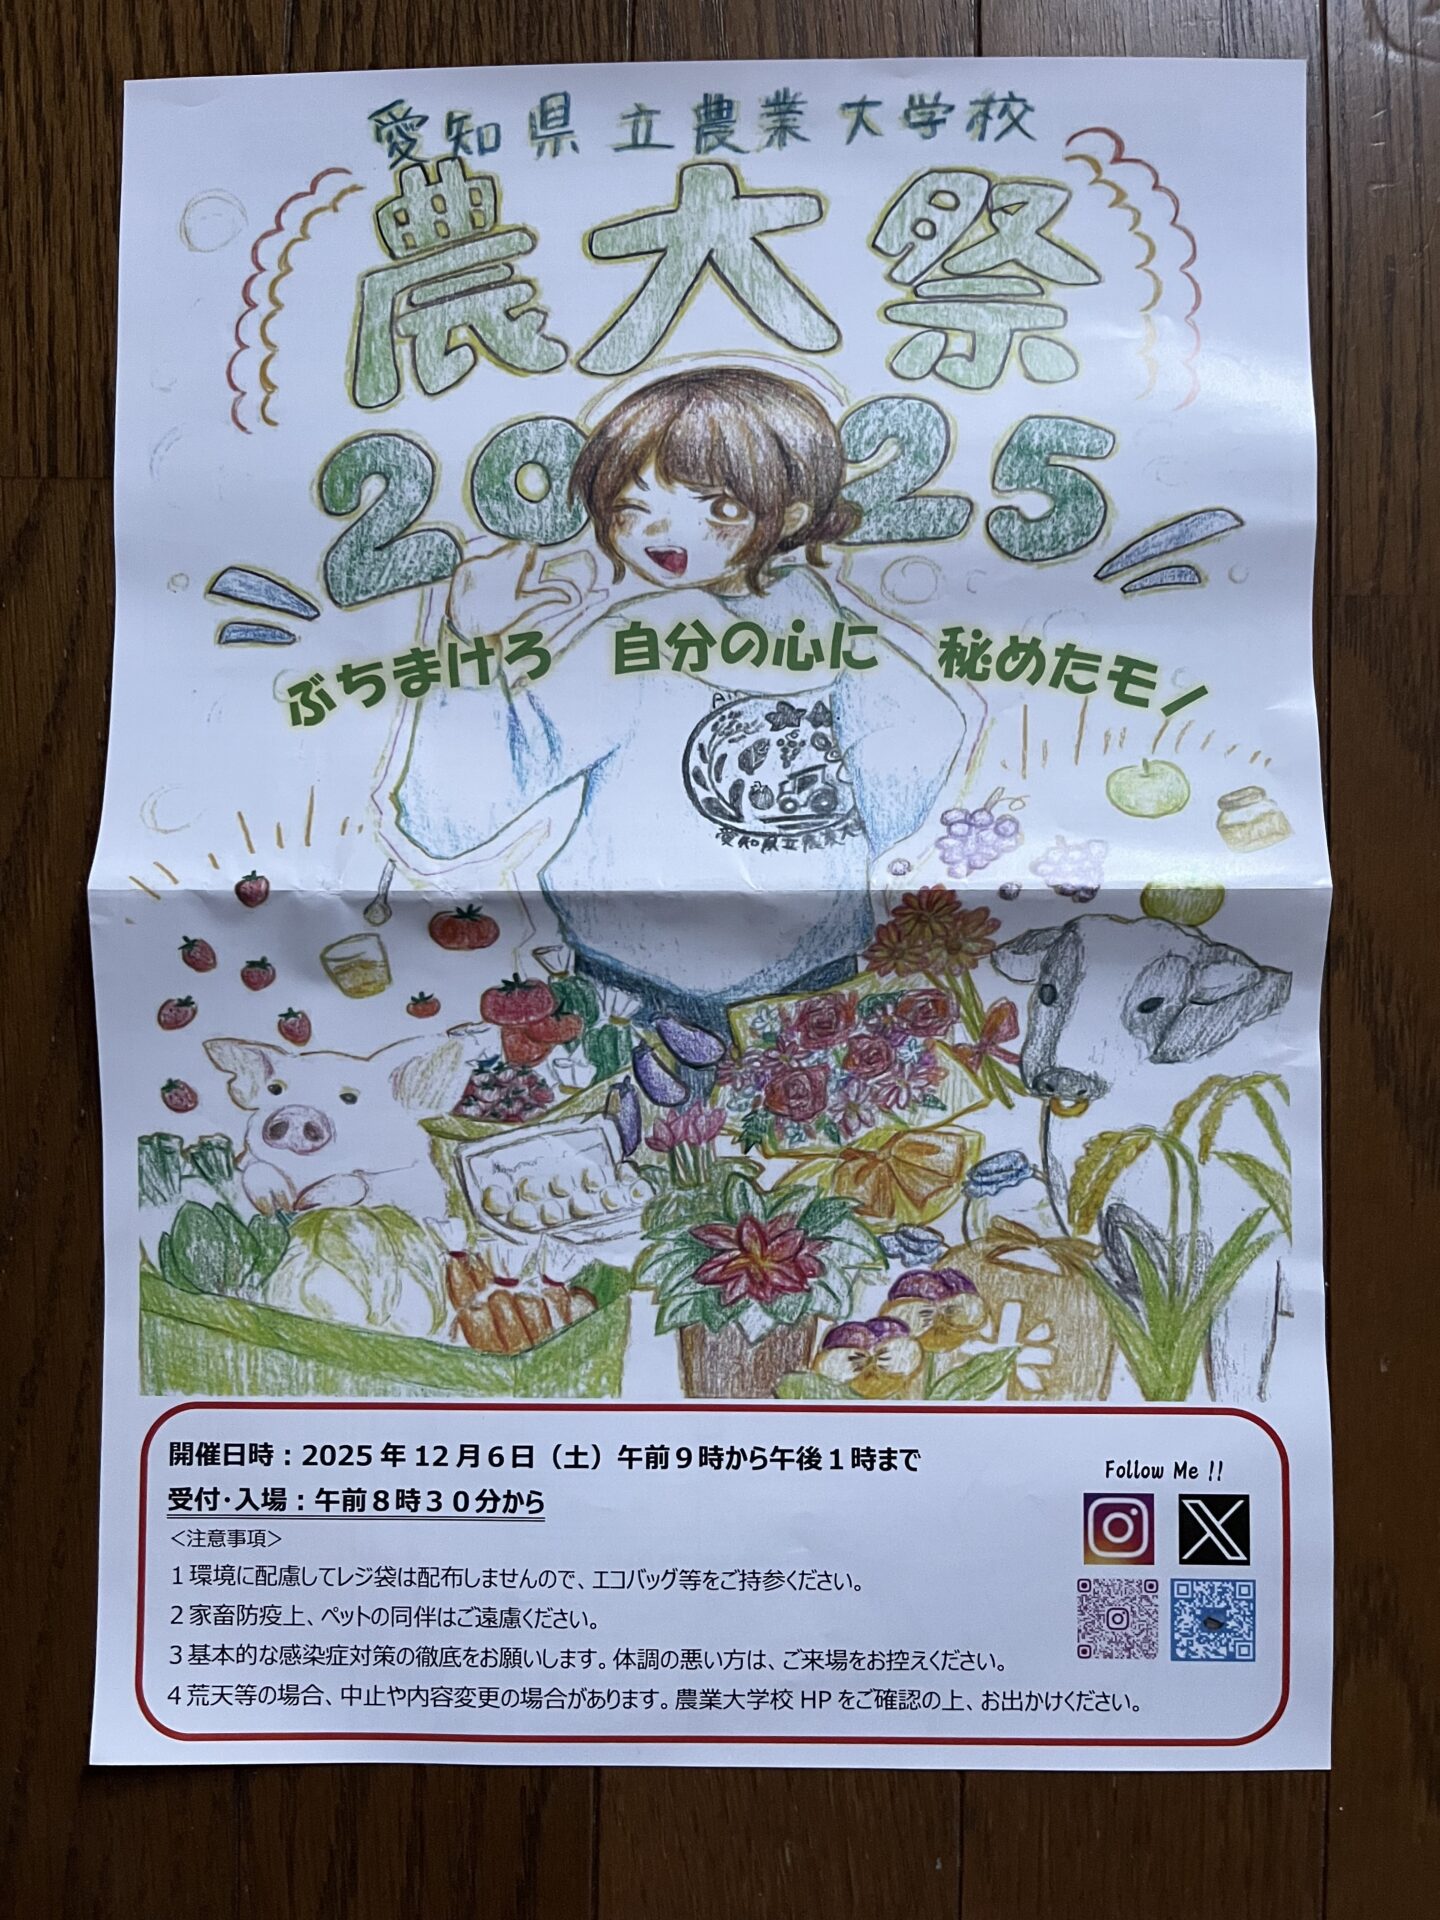 愛知県立農業大学校
農大祭
2025
ぶちまけろ 自分の心に 秘めたモノ
愛知県立農業大
米
開催日時：2025年12月6日（土）午前9時から午後1時まで
受付・入場：午前8時30分から
＜注意事項＞
1 環境に配慮してレジ袋は配布しませんので、エコバッグ等をご持参ください。
2 家畜防疫上、ペットの同伴はご遠慮ください。
3 基本的な感染症対策の徹底をお願いします。体調の悪い方は、ご来場をお控えください。
4 荒天等の場合、中止や内容変更の場合があります。農業大学校HPをご確認の上、お出かけください。
Follow Me !!